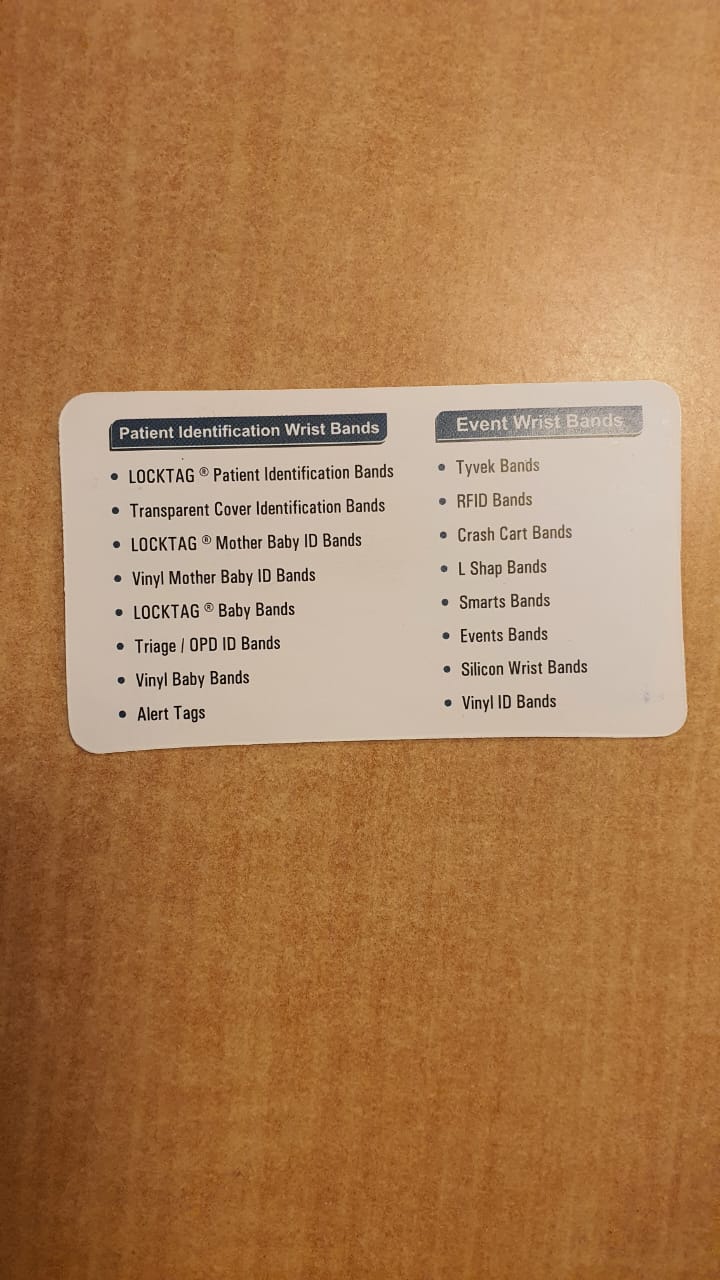 Patient Identification Wrist Bands
• LOCKTAG ® Patient Identification Bands
• Transparent Cover Identification Bands
• LOCKTAG ® Mother Baby ID Bands
• Vinyl Mother Baby ID Bands
• LOCKTAG ® Baby Bands
• Triage / OPD ID Bands
• Vinyl Baby Bands
• Alert Tags
Event Wrist Bands
• Tyvek Bands
• RFID Bands
• Crash Cart Bands
• L Shap Bands
• Smarts Bands
• Events Bands
• Silicon Wrist Bands
• Vinyl ID Bands